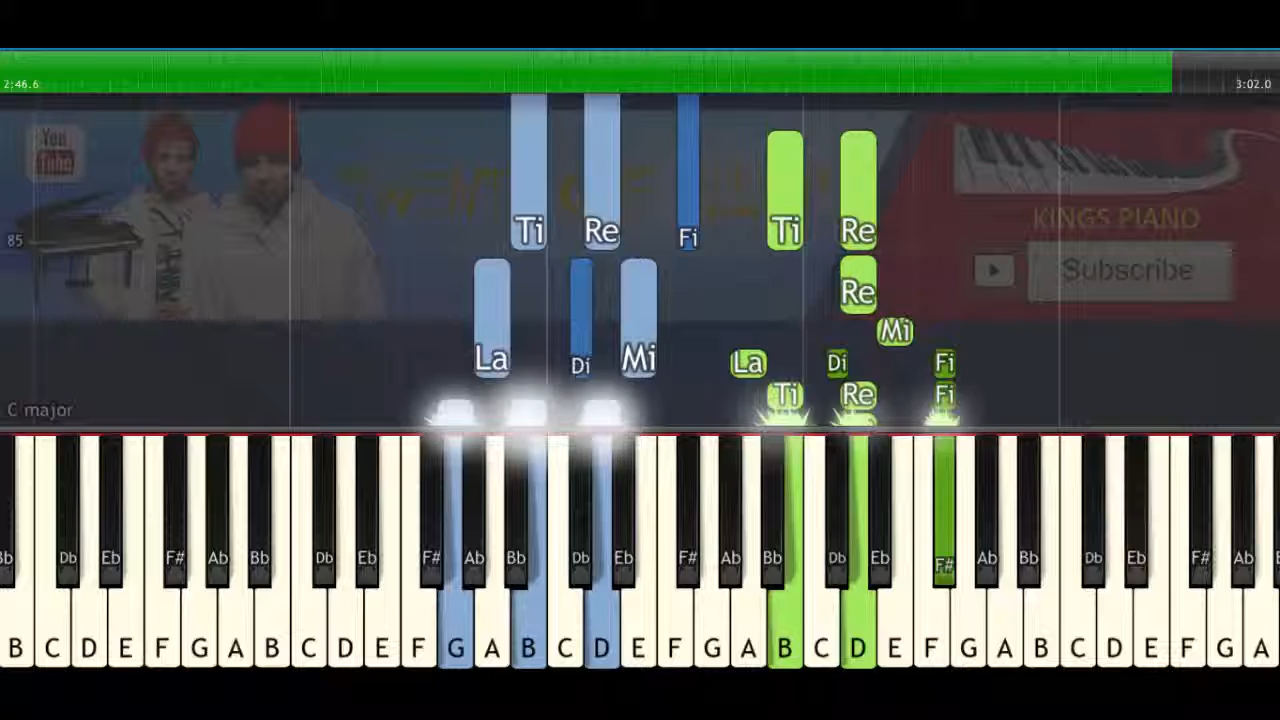 2:46.6 3:02.0
You
Tube
KINGS PIANO
Subscribe
85
Ti Re Fi Ti Re
Re
Mi
La Di Mi La Di Fi
Ti Re Fi
C major
Bb Db Eb F# Ab Bb Db Eb F# Ab Bb Db Eb F# Ab Bb Db Eb F# Ab Bb Db Eb F# Ab
B C D E F G A B C D E F G A B C D E F G A B C D E F G A B C D E F G A